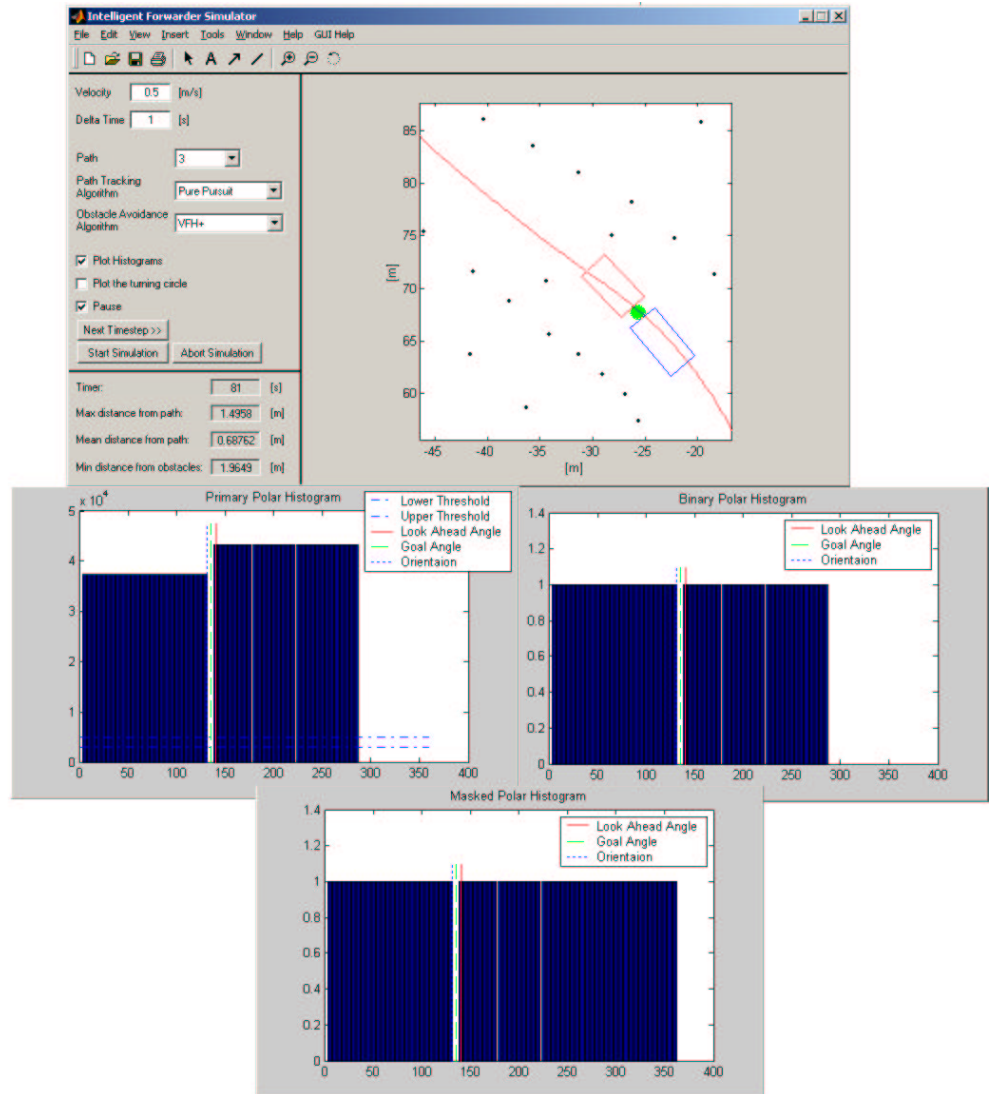 Intelligent Forwarder Simulator
File Edit View Insert Tools Window Help GUI Help
Velocity 0.5 [m/s]
Delta Time 1 [s]
Path 3
Path Tracking
Algorithm Pure Pursuit
Obstacle Avoidance
Algorithm VFH+
Plot Histograms
Plot the turning circle
Pause
Next Timestep >>
Start Simulation Abort Simulation
Timer: 81 [s]
Max distance from path: 1.4958 [m]
Mean distance from path: 0.68762 [m]
Min distance from obstacles: 1.9649 [m]
85
80
75
70
65
60
[m]
-45 -40 -35 -30 -25 -20
[m]
Primary Polar Histogram
x 10^4
5
4
3
2
1
0
0 50 100 150 200 250 300 350 400
Lower Threshold
Upper Threshold
Look Ahead Angle
Goal Angle
Orientaion
Binary Polar Histogram
1.4
1.2
1
0.8
0.6
0.4
0.2
0
0 50 100 150 200 250 300 350 400
Look Ahead Angle
Goal Angle
Orientaion
Masked Polar Histogram
1.4
1.2
1
0.8
0.6
0.4
0.2
0
0 50 100 150 200 250 300 350 400
Look Ahead Angle
Goal Angle
Orientaion